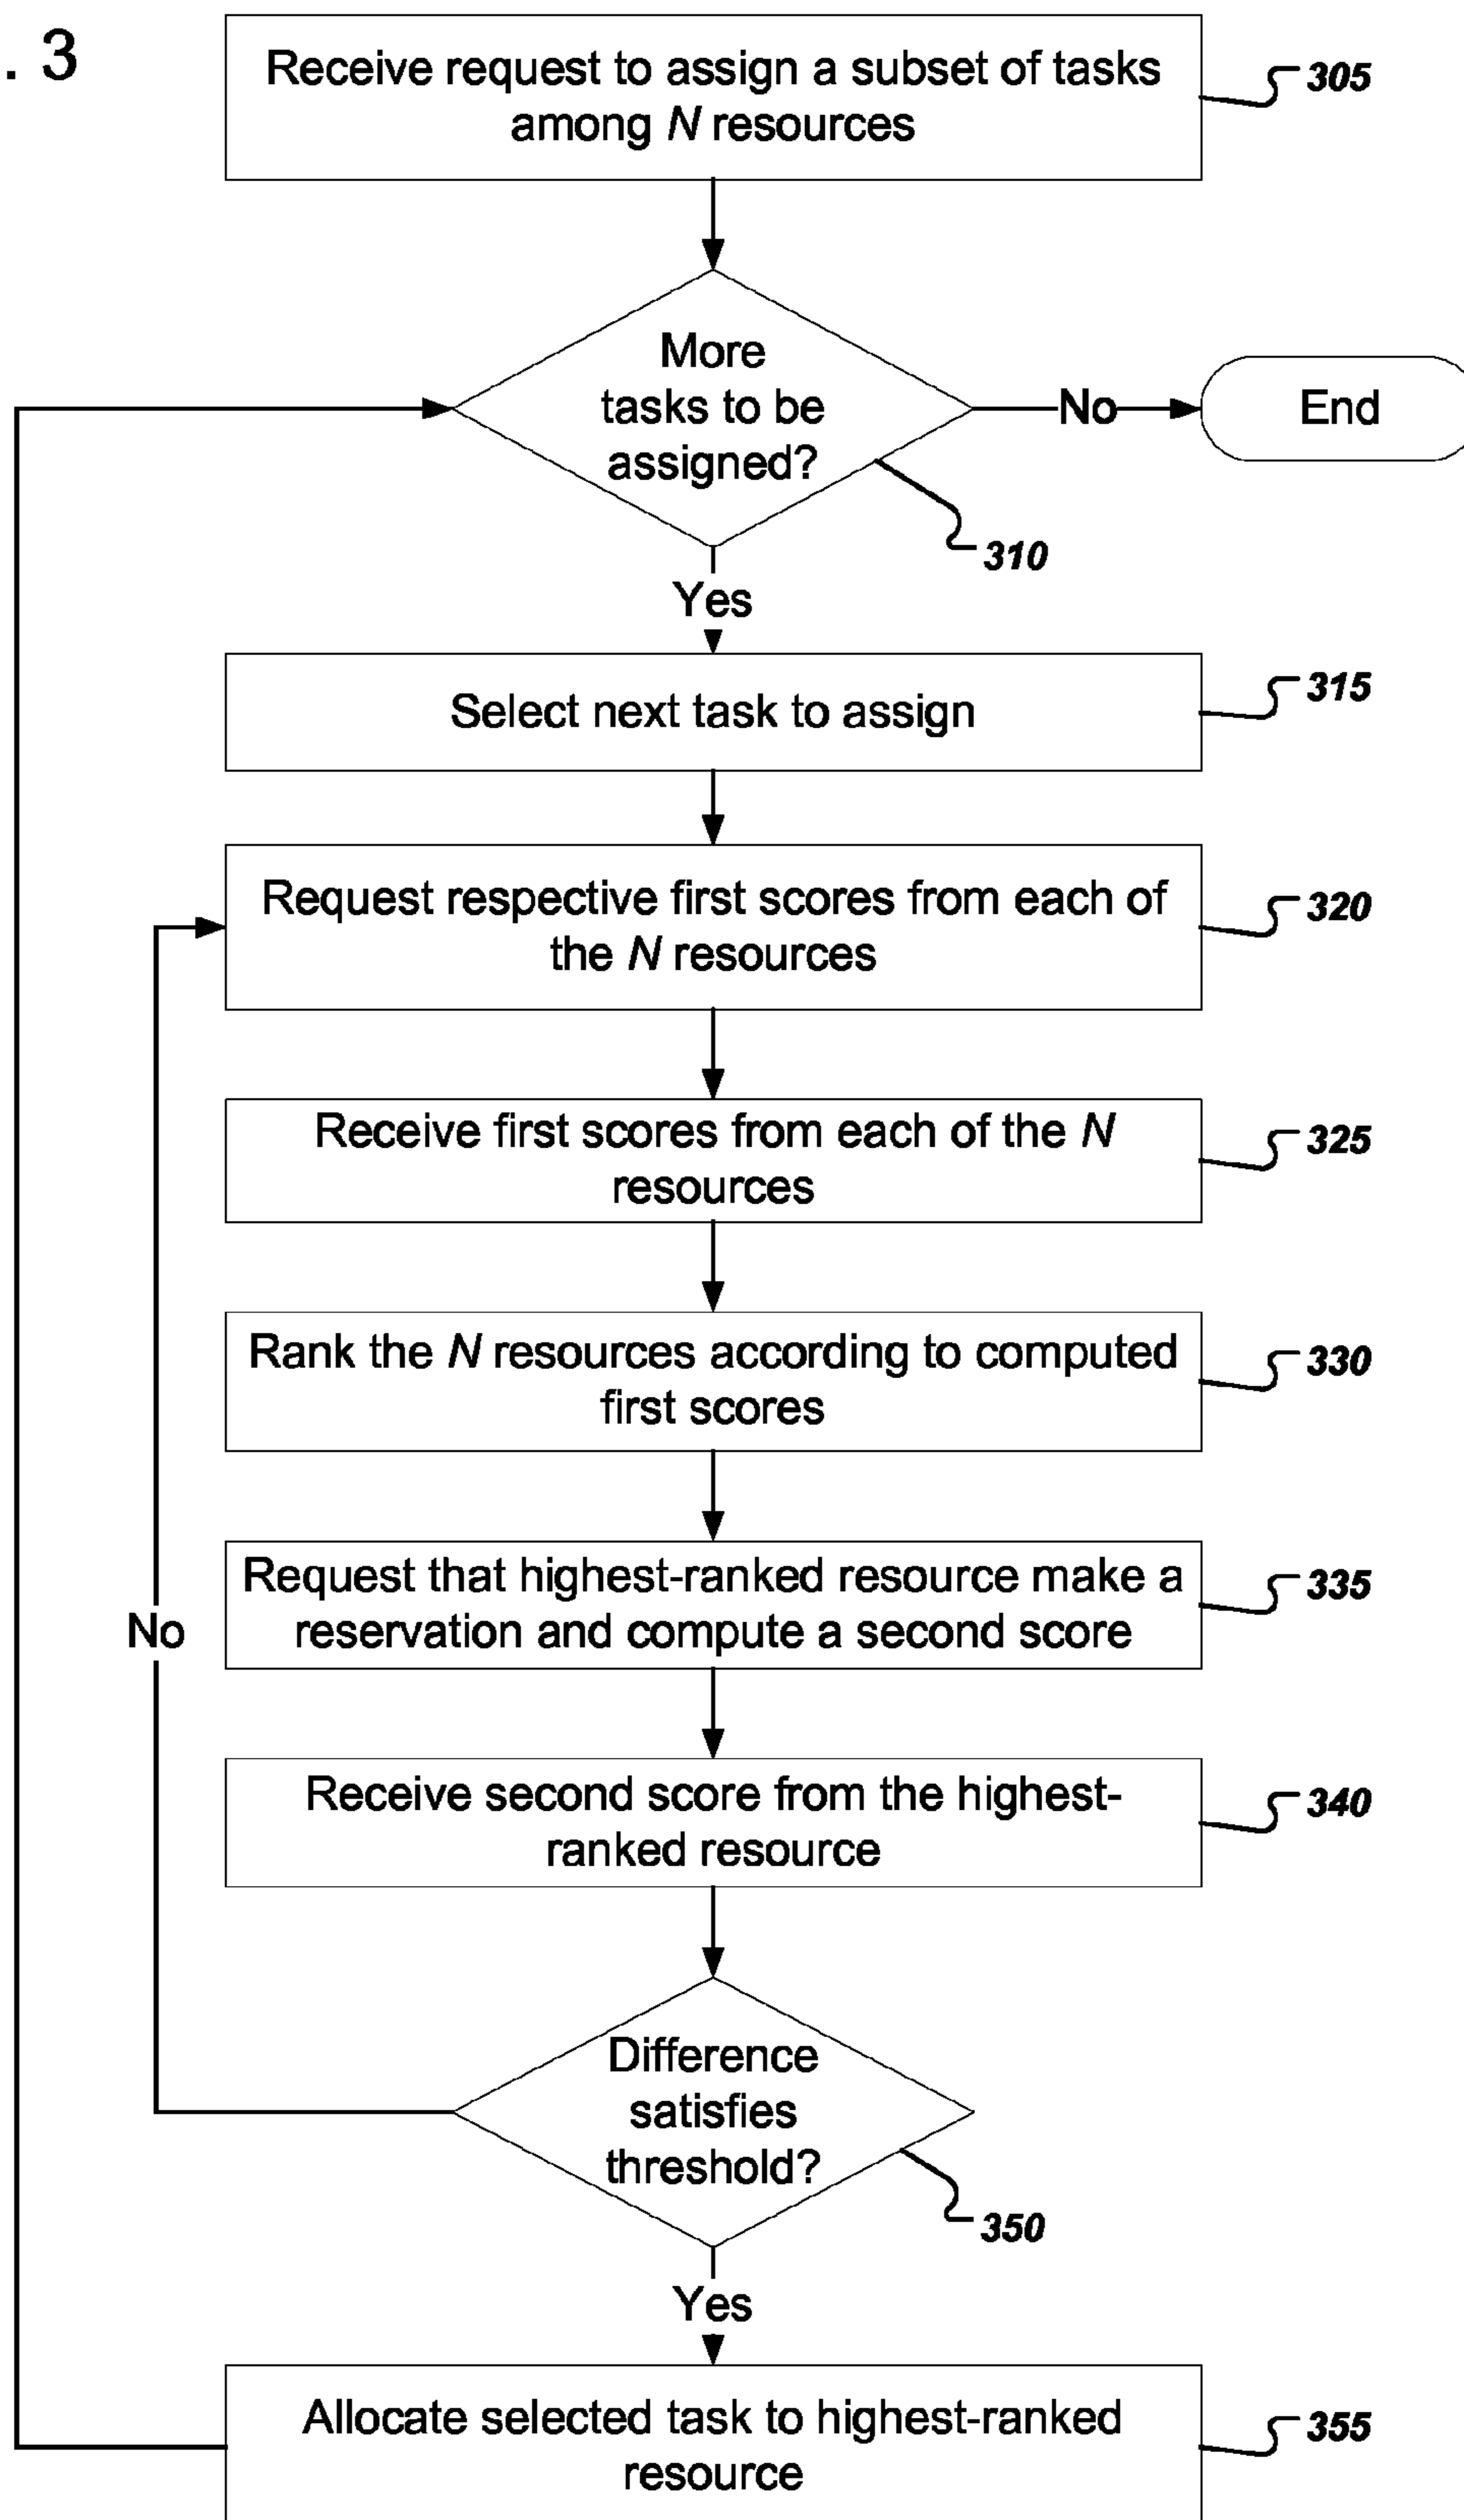 . 3
Receive request to assign a subset of tasks
among N resources
305
More
tasks to be
assigned?
No
End
310
Yes
Select next task to assign
315
Request respective first scores from each of
the N resources
320
Receive first scores from each of the N
resources
325
Rank the N resources according to computed
first scores
330
Request that highest-ranked resource make a
reservation and compute a second score
335
No
Receive second score from the highest-
ranked resource
340
Difference
satisfies
threshold?
350
Yes
Allocate selected task to highest-ranked
resource
355